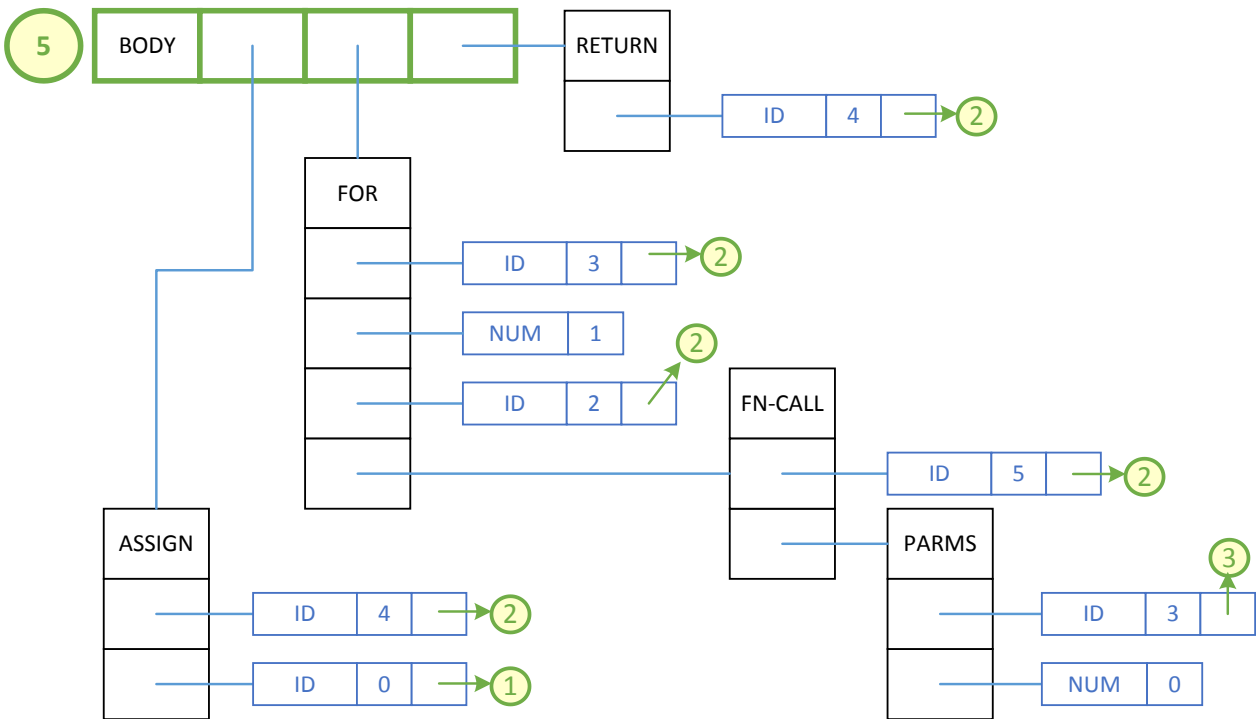 5 BODY RETURN
ID 4 2
FOR
ID 3 2
NUM 1
2
ID 2 FN-CALL
ID 5 2
ASSIGN PARMS
3
ID 4 2 ID 3
ID 0 1 NUM 0